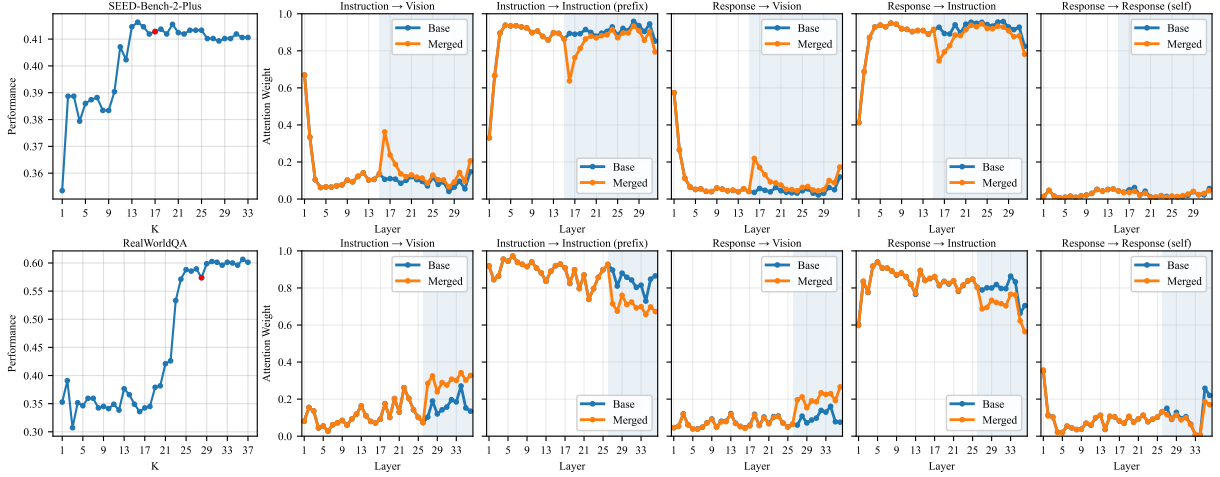 SEED-Bench-2-Plus
Performance
0.41
0.40
0.39
0.38
0.37
0.36
1 5 9 13 17 21 25 29 33
K
Instruction → Vision
Attention Weight
1.0
0.8
0.6
0.4
0.2
0.0
1 5 9 13 17 21 25 29
Layer
Base
Merged
Instruction → Instruction (prefix)
1 5 9 13 17 21 25 29
Layer
Base
Merged
Response → Vision
1 5 9 13 17 21 25 29
Layer
Base
Merged
Response → Instruction
1 5 9 13 17 21 25 29
Layer
Base
Merged
Response → Response (self)
1 5 9 13 17 21 25 29
Layer
Base
Merged
RealWorldQA
Performance
0.60
0.55
0.50
0.45
0.40
0.35
0.30
1 5 9 13 17 21 25 29 33 37
K
Instruction → Vision
Attention Weight
1.0
0.8
0.6
0.4
0.2
0.0
1 5 9 13 17 21 25 29 33
Layer
Base
Merged
Instruction → Instruction (prefix)
1 5 9 13 17 21 25 29 33
Layer
Base
Merged
Response → Vision
1 5 9 13 17 21 25 29 33
Layer
Base
Merged
Response → Instruction
1 5 9 13 17 21 25 29 33
Layer
Base
Merged
Response → Response (self)
1 5 9 13 17 21 25 29 33
Layer
Base
Merged